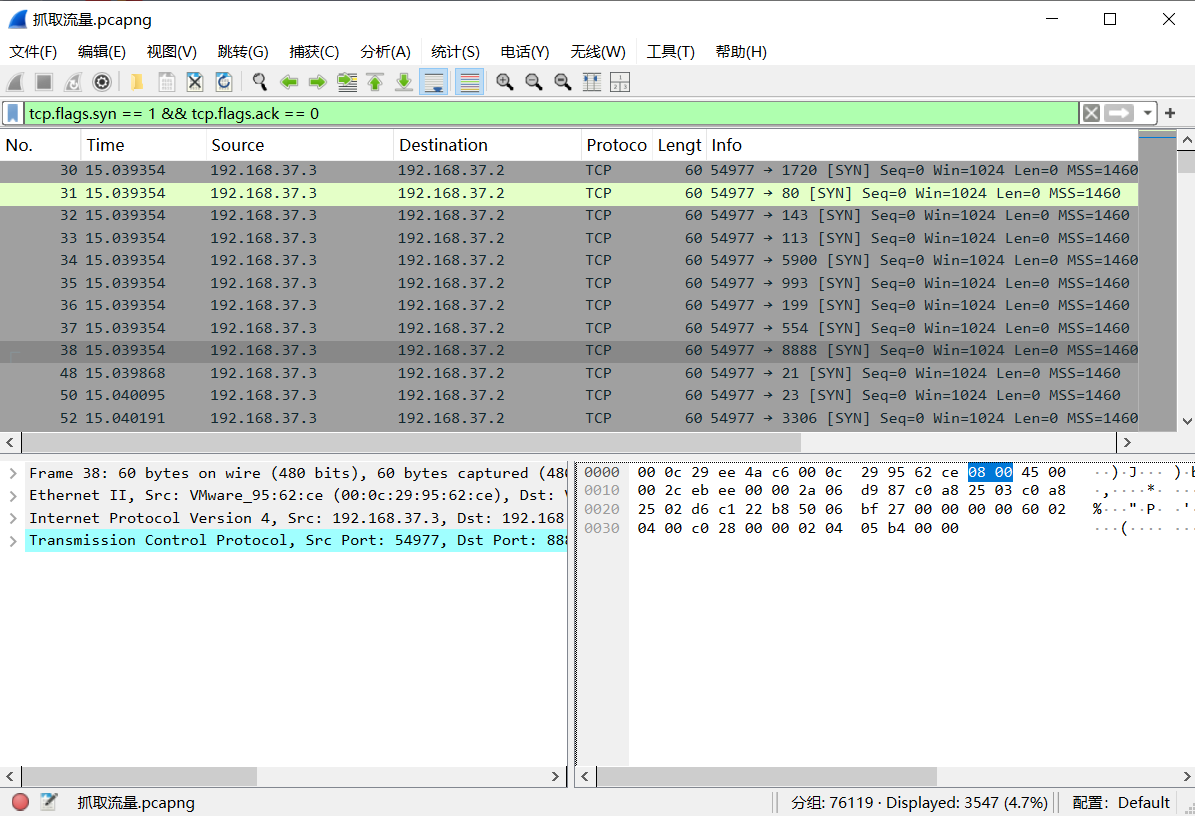 抓取流量.pcapng
文件(F) 编辑(E) 视图(V) 跳转(G) 捕获(C) 分析(A) 统计(S) 电话(Y) 无线(W) 工具(T) 帮助(H)
tcp.flags.syn == 1 && tcp.flags.ack == 0
No. Time Source Destination Protoco Lengt Info
30 15.039354 192.168.37.3 192.168.37.2 TCP 60 54977 → 1720 [SYN] Seq=0 Win=1024 Len=0 MSS=1460
31 15.039354 192.168.37.3 192.168.37.2 TCP 60 54977 → 80 [SYN] Seq=0 Win=1024 Len=0 MSS=1460
32 15.039354 192.168.37.3 192.168.37.2 TCP 60 54977 → 143 [SYN] Seq=0 Win=1024 Len=0 MSS=1460
33 15.039354 192.168.37.3 192.168.37.2 TCP 60 54977 → 113 [SYN] Seq=0 Win=1024 Len=0 MSS=1460
34 15.039354 192.168.37.3 192.168.37.2 TCP 60 54977 → 5900 [SYN] Seq=0 Win=1024 Len=0 MSS=1460
35 15.039354 192.168.37.3 192.168.37.2 TCP 60 54977 → 993 [SYN] Seq=0 Win=1024 Len=0 MSS=1460
36 15.039354 192.168.37.3 192.168.37.2 TCP 60 54977 → 199 [SYN] Seq=0 Win=1024 Len=0 MSS=1460
37 15.039354 192.168.37.3 192.168.37.2 TCP 60 54977 → 554 [SYN] Seq=0 Win=1024 Len=0 MSS=1460
38 15.039354 192.168.37.3 192.168.37.2 TCP 60 54977 → 8888 [SYN] Seq=0 Win=1024 Len=0 MSS=1460
48 15.039868 192.168.37.3 192.168.37.2 TCP 60 54977 → 21 [SYN] Seq=0 Win=1024 Len=0 MSS=1460
50 15.040095 192.168.37.3 192.168.37.2 TCP 60 54977 → 23 [SYN] Seq=0 Win=1024 Len=0 MSS=1460
52 15.040191 192.168.37.3 192.168.37.2 TCP 60 54977 → 3306 [SYN] Seq=0 Win=1024 Len=0 MSS=1460
Frame 38: 60 bytes on wire (480 bits), 60 bytes captured (48
Ethernet II, Src: VMware_95:62:ce (00:0c:29:95:62:ce), Dst:
Internet Protocol Version 4, Src: 192.168.37.3, Dst: 192.168
Transmission Control Protocol, Src Port: 54977, Dst Port: 88
0000 00 0c 29 ee 4a c6 00 0c 29 95 62 ce 08 00 45 00 ··)·J···)·b
0010 00 2c eb ee 00 00 2a 06 d9 87 c0 a8 25 03 c0 a8 ·,····*·
0020 25 02 d6 c1 22 b8 50 06 bf 27 00 00 00 00 60 02 %···"·P··'
0030 04 00 c0 28 00 00 02 04 05 b4 00 00 ···(····
抓取流量.pcapng
分组: 76119 · Displayed: 3547 (4.7%)
配置: Default